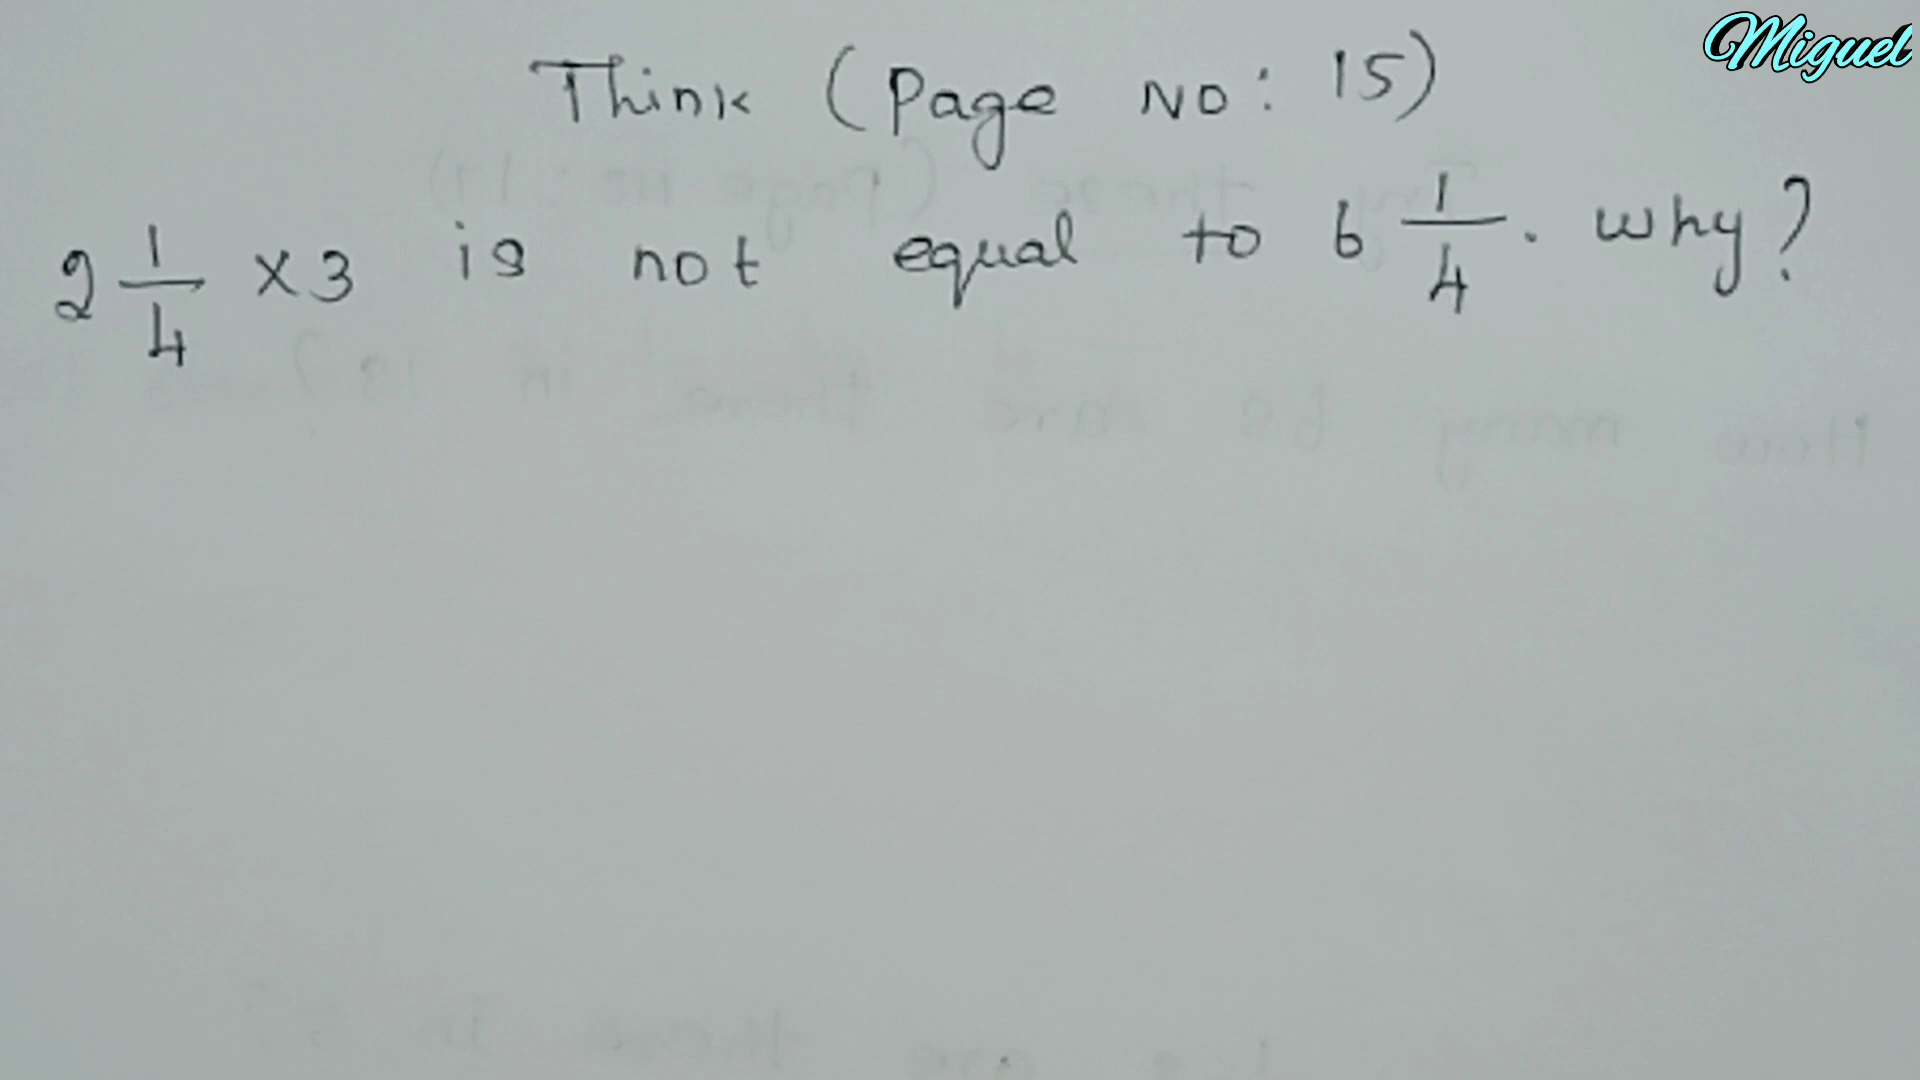 Miguel
Think (Page No: 15)
2 1/4 x 3 is not equal to 6 1/4. why?